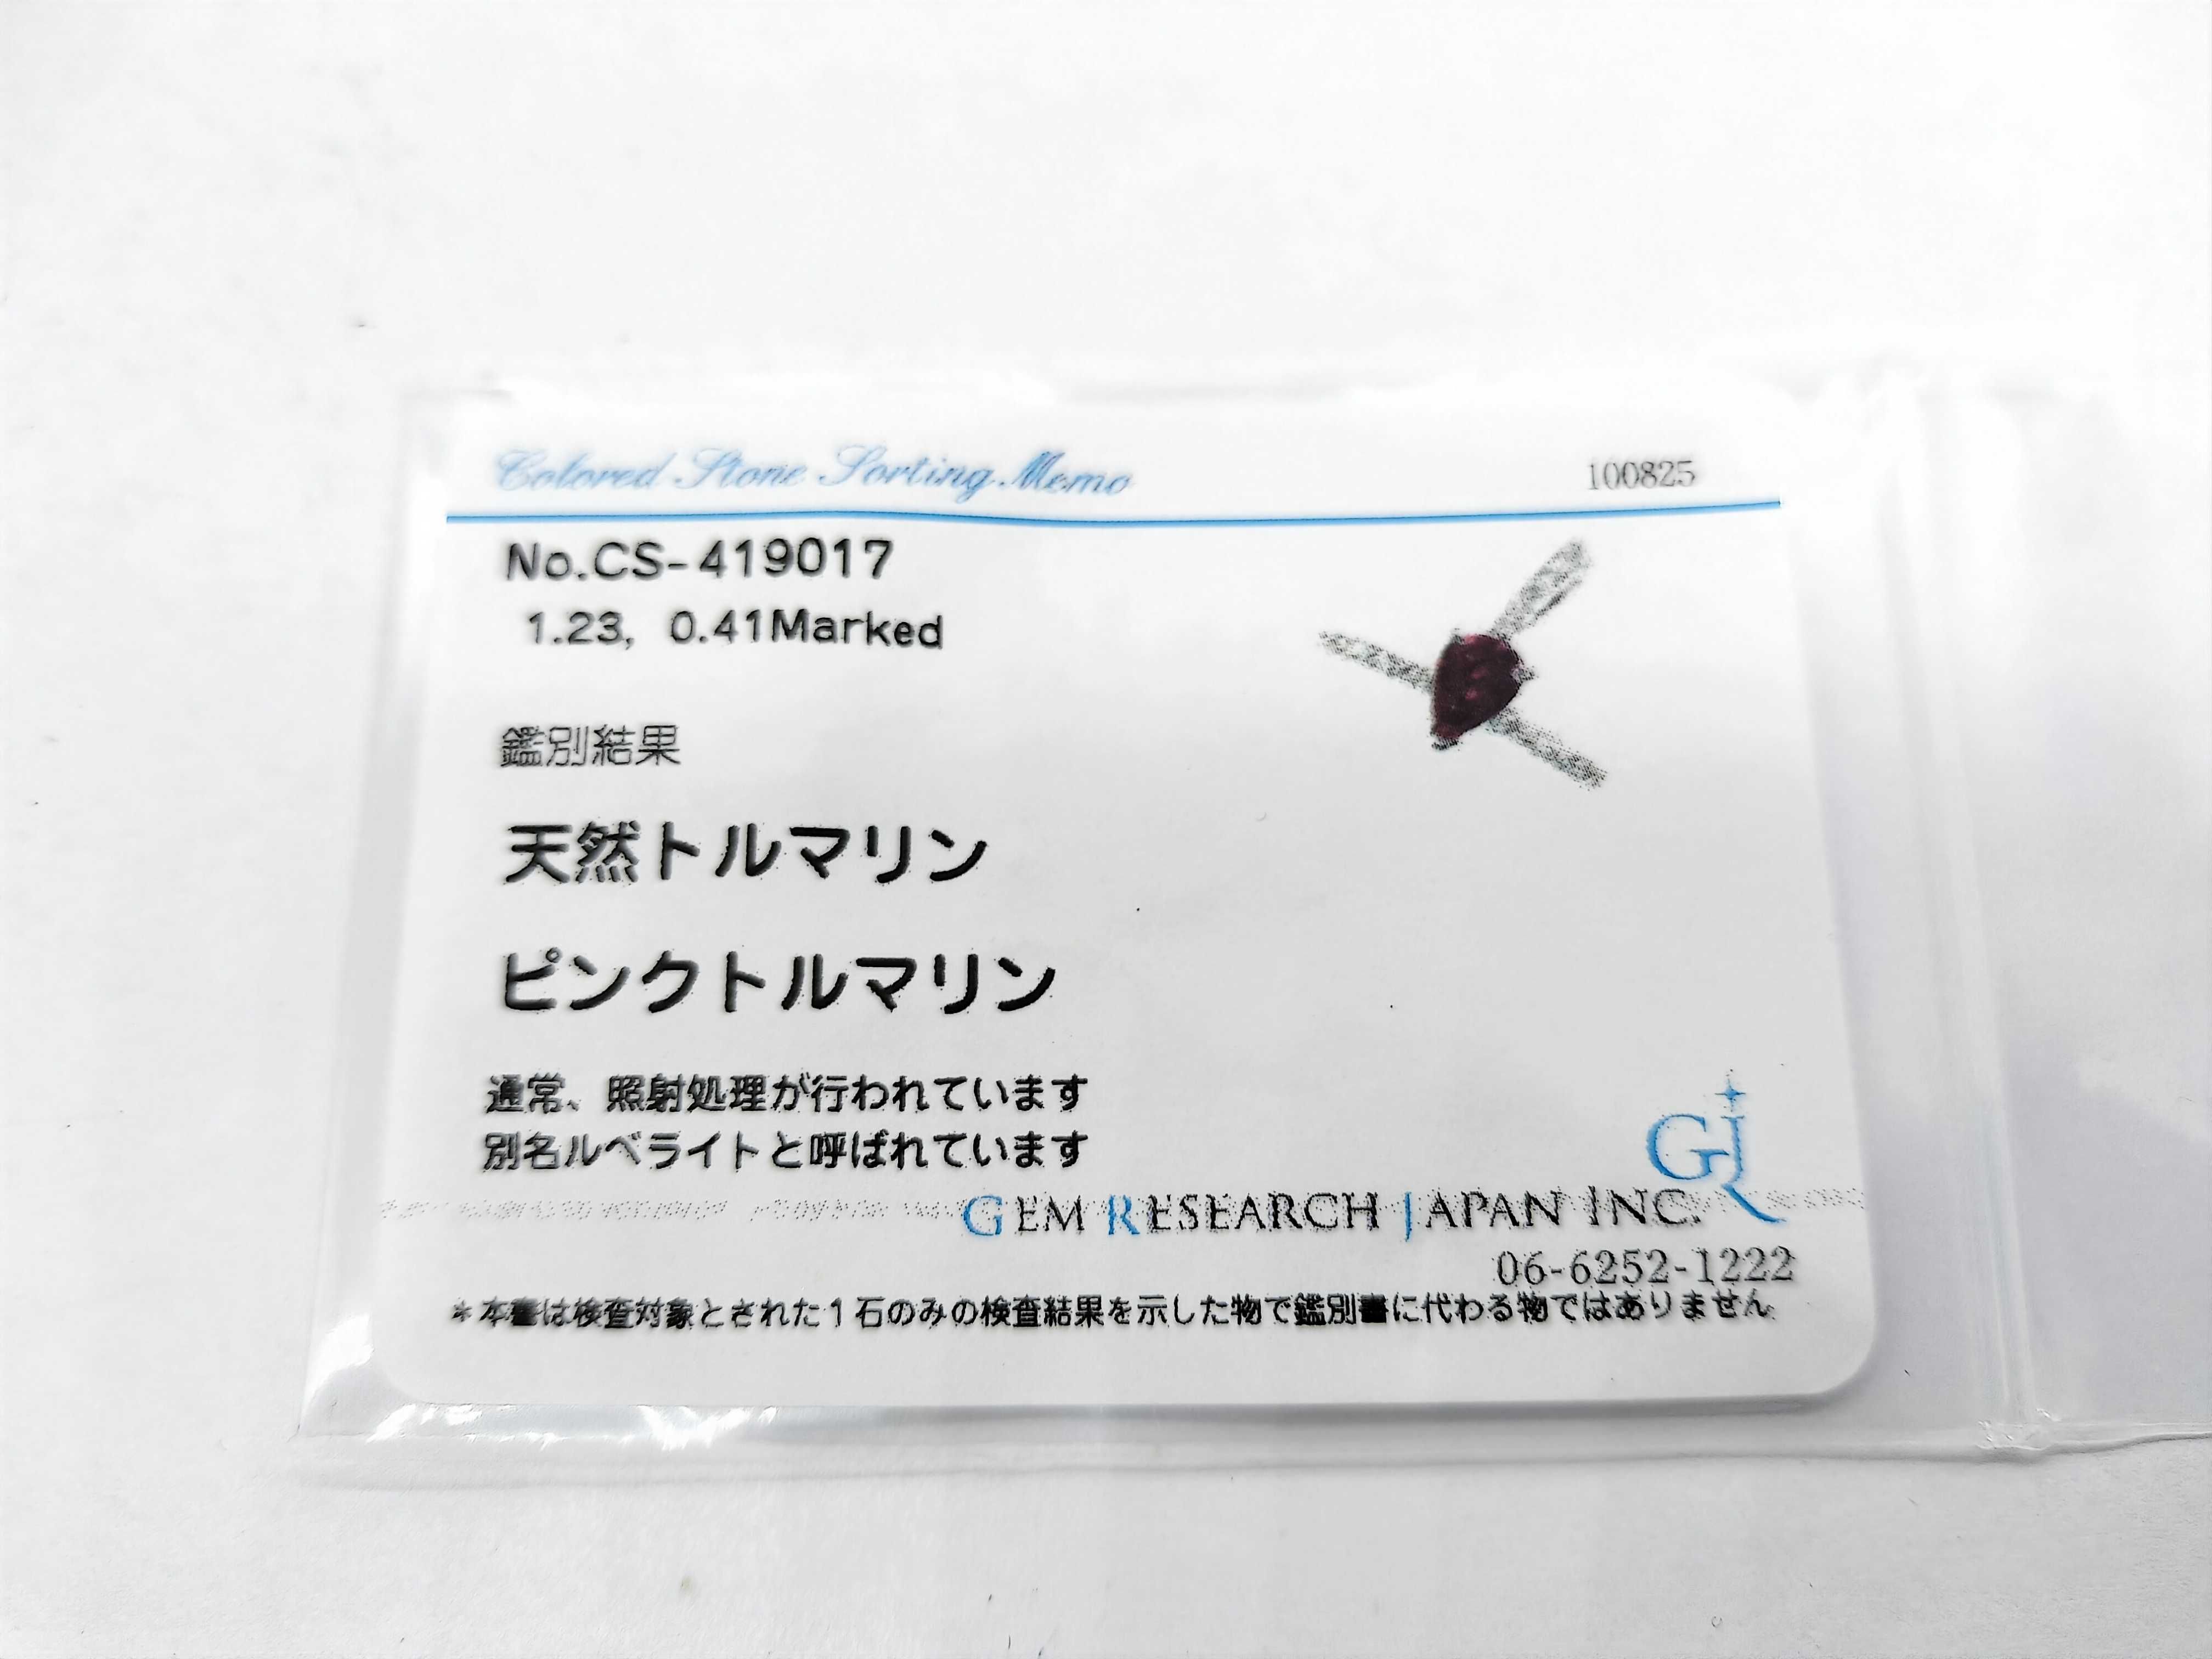 Colored Stone Sorting Memo 100825
No.CS-419017
1.23, 0.41Marked
鑑別結果
天然トルマリン
ピンクトルマリン
通常、照射処理が行われています
別名ルベライトと呼ばれています
GJR
GEM RESEARCH JAPAN INC.
06-6252-1222
*本書は検査対象とされた1石のみの検査結果を示した物で鑑別書に代わる物ではありません